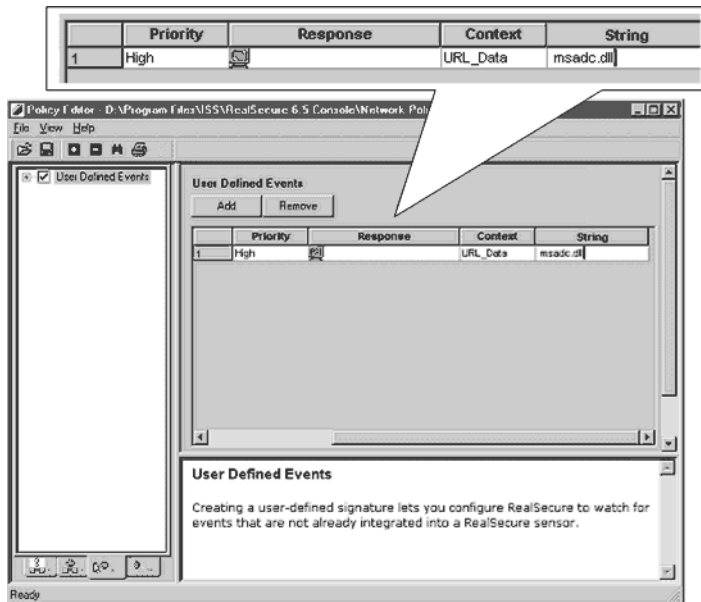 Priority Response Context String
1 High URL_Data msadc.dll
Policy Editor - D:\Program Files\ISS\RealSecure 6.5 Console\Network Pol
File View Help
User Defined Events
User Defined Events
Add Remove
Priority Response Context String
1 High URL_Data msadc.dll
User Defined Events
Creating a user-defined signature lets you configure RealSecure to watch for
events that are not already integrated into a RealSecure sensor.
Ready